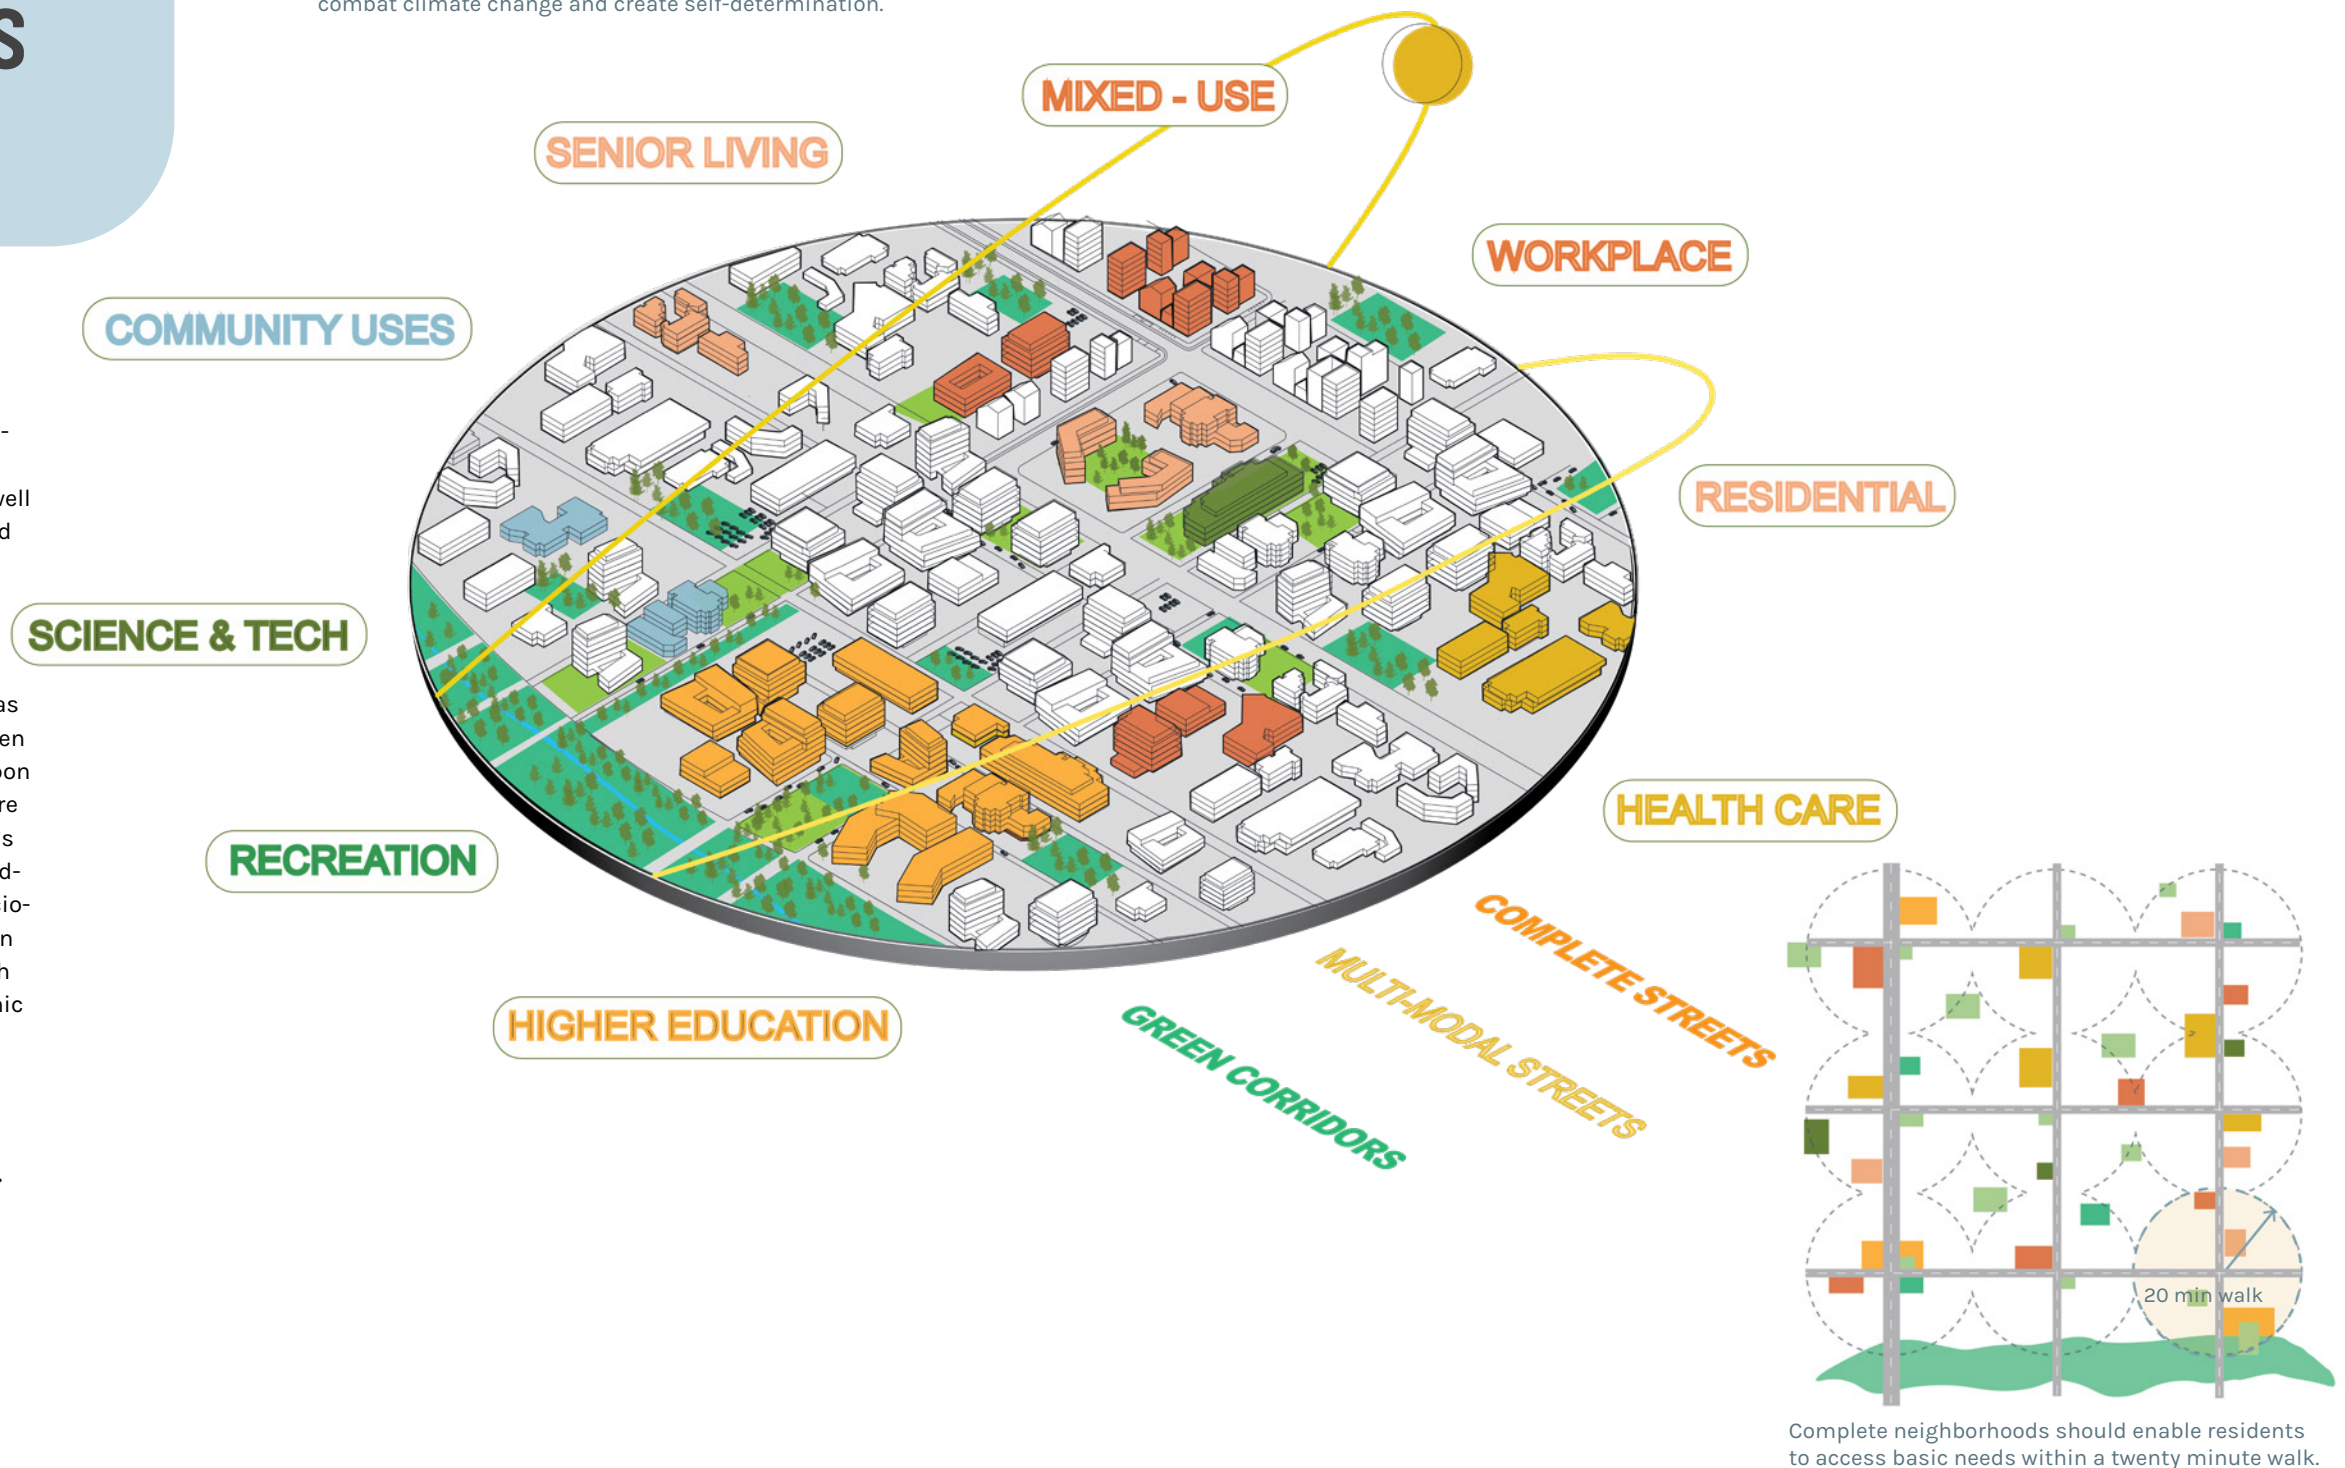 combat climate change and create self-determination.
S
MIXED - USE
SENIOR LIVING
WORKPLACE
COMMUNITY USES
RESIDENTIAL
SCIENCE & TECH
HEALTH CARE
RECREATION
HIGHER EDUCATION
COMPLETE STREETS
MULTI-MODAL STREETS
GREEN CORRIDORS
20 min walk
Complete neighborhoods should enable residents
to access basic needs within a twenty minute walk.